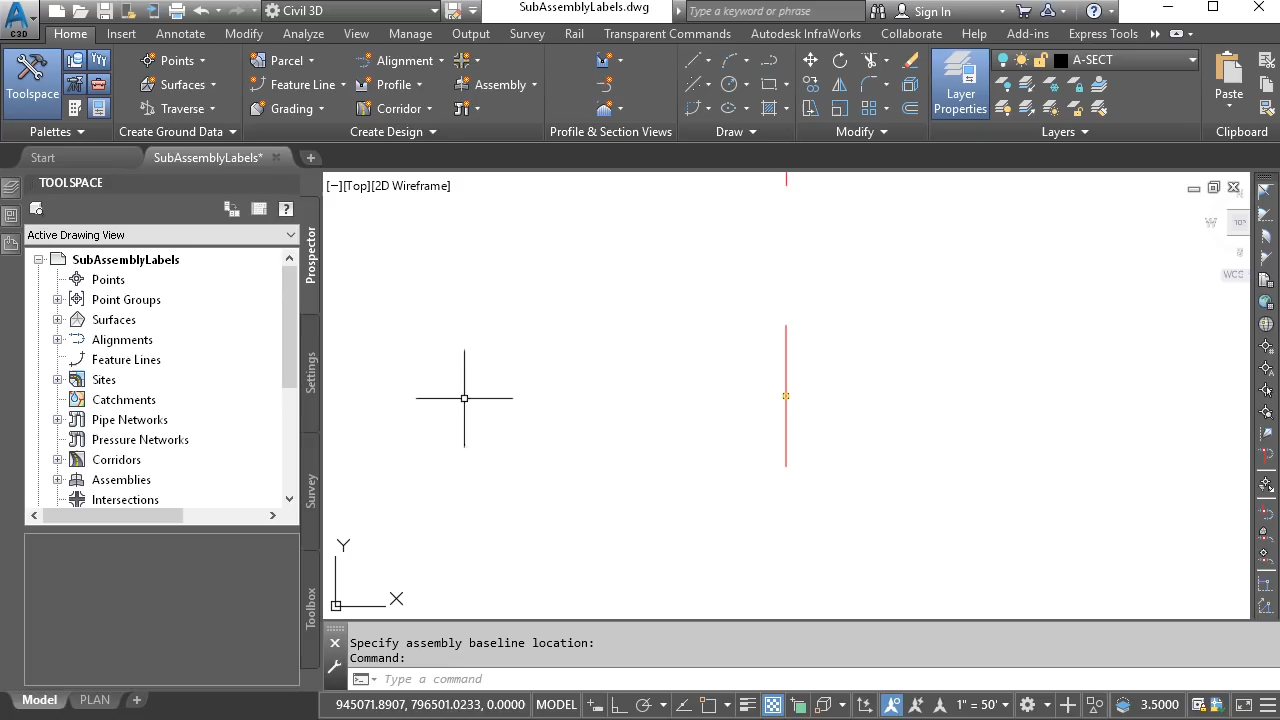 C3D
Civil 3D
SubAssemblyLabels.dwg
Type a keyword or phrase
Sign In
Home Insert Annotate Modify Analyze View Manage Output Survey Rail Transparent Commands Autodesk InfraWorks Collaborate Help Add-ins Express Tools
Toolspace
Points
Surfaces
Traverse
Parcel
Feature Line
Grading
Alignment
Profile
Corridor
Assembly
Layer
Properties
A-SECT
Paste
Palettes
Create Ground Data
Create Design
Profile & Section Views
Draw
Modify
Layers
Clipboard
Start
SubAssemblyLabels*
TOOLSPACE
Active Drawing View
SubAssemblyLabels
Points
Point Groups
Surfaces
Alignments
Feature Lines
Sites
Catchments
Pipe Networks
Pressure Networks
Corridors
Assemblies
Intersections
Prospector
Settings
Survey
Toolbox
[−][Top][2D Wireframe]
W
WCS
Y
X
Specify assembly baseline location:
Command:
Type a command
Model
PLAN
945071.8907, 796501.0233, 0.0000
MODEL
1" = 50'
3.5000